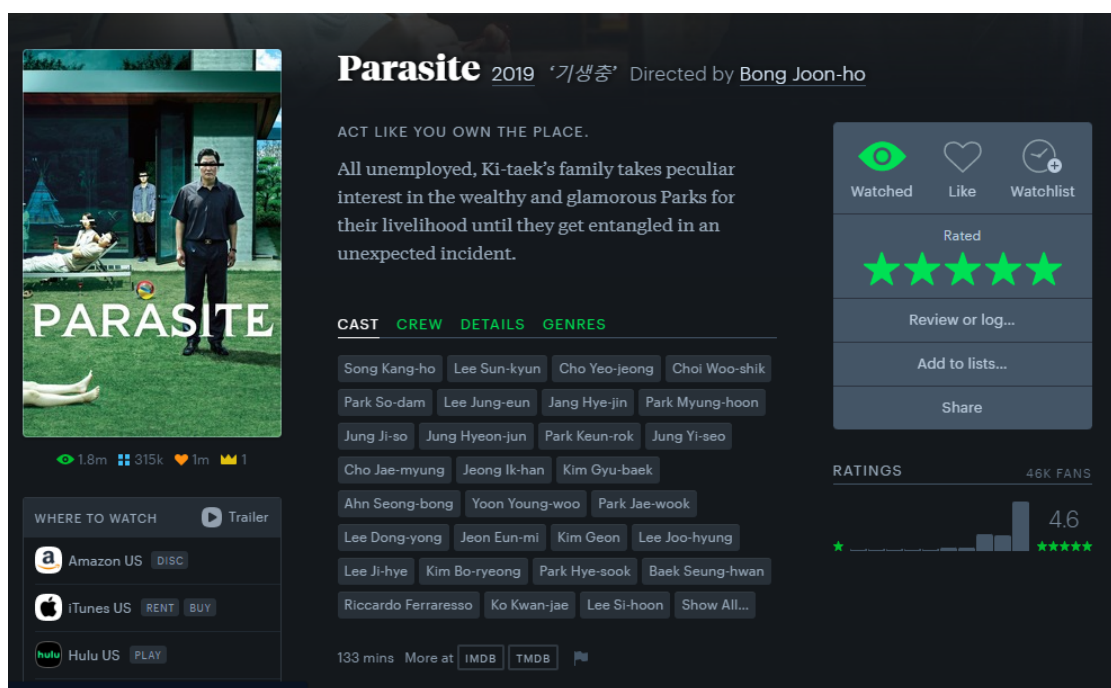 Parasite 2019 ‘기생충’ Directed by Bong Joon-ho
ACT LIKE YOU OWN THE PLACE.
All unemployed, Ki-taek’s family takes peculiar
interest in the wealthy and glamorous Parks for
their livelihood until they get entangled in an
unexpected incident.
CAST CREW DETAILS GENRES
Song Kang-ho Lee Sun-kyun Cho Yeo-jeong Choi Woo-shik
Park So-dam Lee Jung-eun Jang Hye-jin Park Myung-hoon
Jung Ji-so Jung Hyeon-jun Park Keun-rok Jung Yi-seo
Cho Jae-myung Jeong Ik-han Kim Gyu-baek
Ahn Seong-bong Yoon Young-woo Park Jae-wook
Lee Dong-yong Jeon Eun-mi Kim Geon Lee Joo-hyung
Lee Ji-hye Kim Bo-ryeong Park Hye-sook Baek Seung-hwan
Riccardo Ferraresso Ko Kwan-jae Lee Si-hoon Show All...
133 mins More at IMDB TMDB
PARASITE
1.8m 315k 1m 1
WHERE TO WATCH Trailer
Amazon US DISC
iTunes US RENT BUY
hulu Hulu US PLAY
Watched Like Watchlist
Rated
Review or log...
Add to lists...
Share
RATINGS 46K FANS
4.6